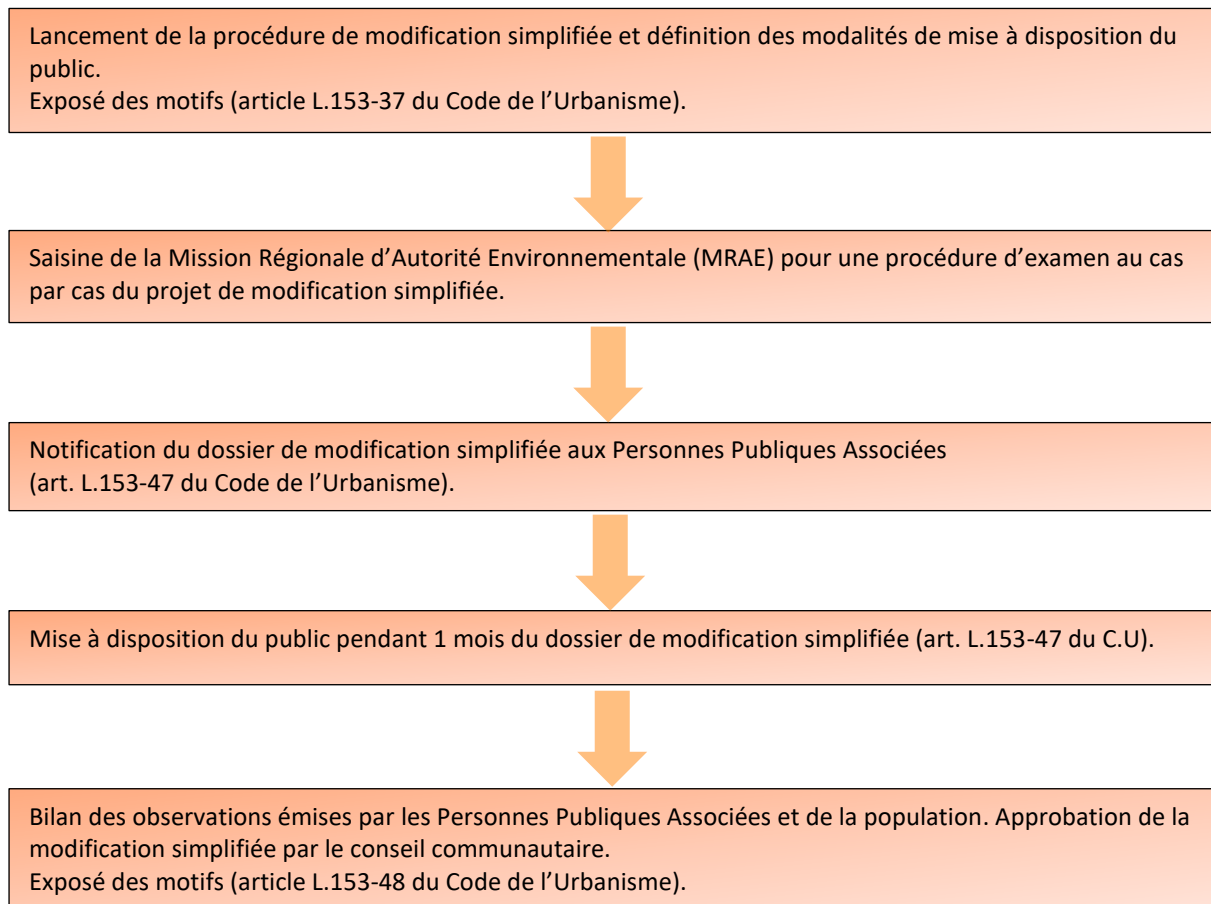 Lancement de la procédure de modification simplifiée et définition des modalités de mise à disposition du
public.
Exposé des motifs (article L.153-37 du Code de l’Urbanisme).
Saisine de la Mission Régionale d’Autorité Environnementale (MRAE) pour une procédure d’examen au cas
par cas du projet de modification simplifiée.
Notification du dossier de modification simplifiée aux Personnes Publiques Associées
(art. L.153-47 du Code de l’Urbanisme).
Mise à disposition du public pendant 1 mois du dossier de modification simplifiée (art. L.153-47 du C.U).
Bilan des observations émises par les Personnes Publiques Associées et de la population. Approbation de la
modification simplifiée par le conseil communautaire.
Exposé des motifs (article L.153-48 du Code de l’Urbanisme).